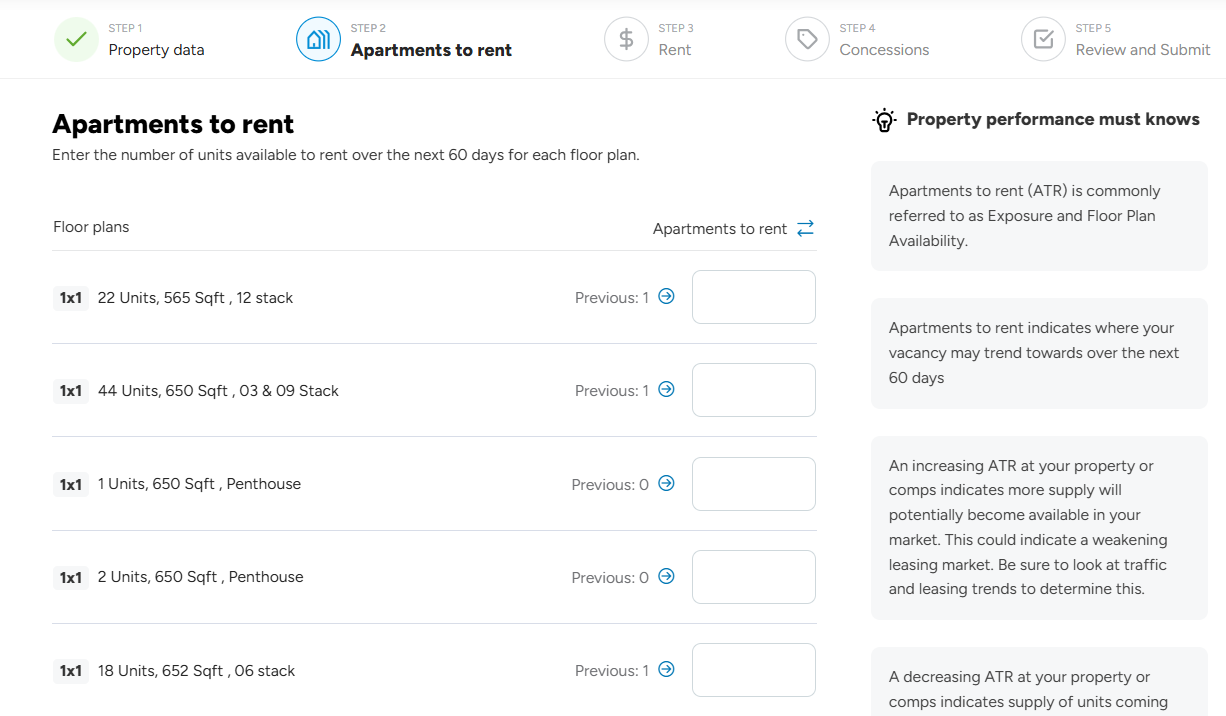 STEP 1
Property data
STEP 2
Apartments to rent
STEP 3
Rent
STEP 4
Concessions
STEP 5
Review and Submit
Apartments to rent
Enter the number of units available to rent over the next 60 days for each floor plan.
Floor plans
Apartments to rent
1x1 22 Units, 565 Sqft , 12 stack Previous: 1
1x1 44 Units, 650 Sqft , 03 & 09 Stack Previous: 1
1x1 1 Units, 650 Sqft , Penthouse Previous: 0
1x1 2 Units, 650 Sqft , Penthouse Previous: 0
1x1 18 Units, 652 Sqft , 06 stack Previous: 1
Property performance must knows
Apartments to rent (ATR) is commonly
referred to as Exposure and Floor Plan
Availability.
Apartments to rent indicates where your
vacancy may trend towards over the next
60 days
An increasing ATR at your property or
comps indicates more supply will
potentially become available in your
market. This could indicate a weakening
leasing market. Be sure to look at traffic
and leasing trends to determine this.
A decreasing ATR at your property or
comps indicates supply of units coming